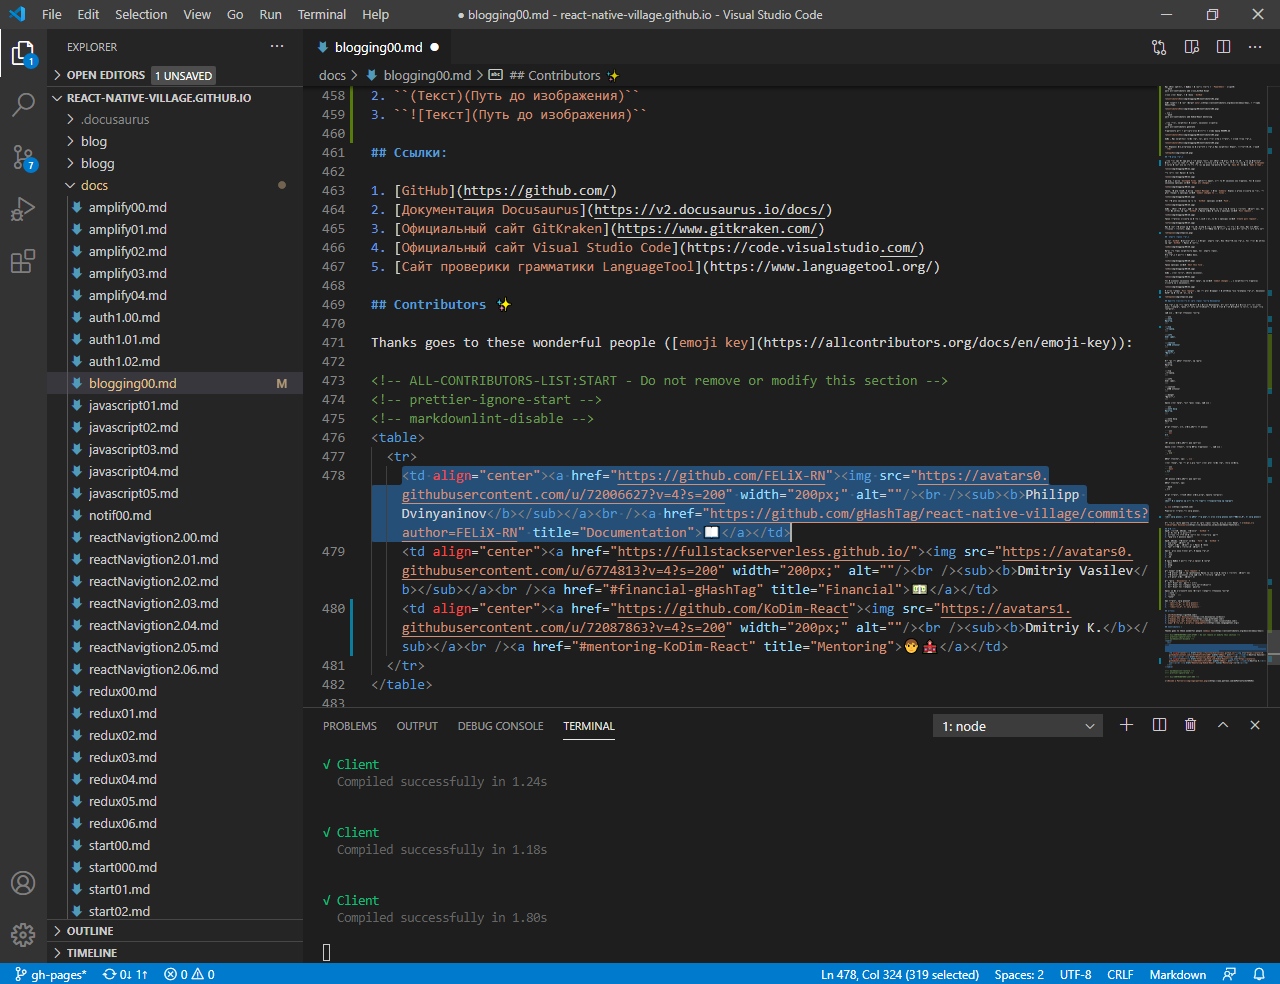 File Edit Selection View Go Run Terminal Help
● blogging00.md - react-native-village.github.io - Visual Studio Code
EXPLORER
1
OPEN EDITORS 1 UNSAVED
REACT-NATIVE-VILLAGE.GITHUB.IO
.docusaurus
blog
blogg
docs
amplify00.md
amplify01.md
amplify02.md
amplify03.md
amplify04.md
auth1.00.md
auth1.01.md
auth1.02.md
blogging00.md M
javascript01.md
javascript02.md
javascript03.md
javascript04.md
javascript05.md
notif00.md
reactNavigtion2.00.md
reactNavigtion2.01.md
reactNavigtion2.02.md
reactNavigtion2.03.md
reactNavigtion2.04.md
reactNavigtion2.05.md
reactNavigtion2.06.md
redux00.md
redux01.md
redux02.md
redux03.md
redux04.md
redux05.md
redux06.md
start00.md
start000.md
start01.md
start02.md
OUTLINE
TIMELINE
7
blogging00.md ●
docs > blogging00.md > ## Contributors ✨
458 2. ``(Текст)(Путь до изображения)``
459 3. ``![Текст](Путь до изображения)``
460
461 ## Ссылки:
462
463 1. [GitHub](https://github.com/)
464 2. [Документация Docusaurus](https://v2.docusaurus.io/docs/)
465 3. [Официальный сайт GitKraken](https://www.gitkraken.com/)
466 4. [Официальный сайт Visual Studio Code](https://code.visualstudio.com/)
467 5. [Сайт проверики грамматики LanguageTool](https://www.languagetool.org/)
468
469 ## Contributors ✨
470
471 Thanks goes to these wonderful people ([emoji key](https://allcontributors.org/docs/en/emoji-key)):
472
473 <!-- ALL-CONTRIBUTORS-LIST:START - Do not remove or modify this section -->
474 <!-- prettier-ignore-start -->
475 <!-- markdownlint-disable -->
476 <table>
477 <tr>
478 <td align="center"><a href="https://github.com/FELiX-RN"><img src="https://avatars0.
githubusercontent.com/u/72006627?v=4?s=200" width="200px;" alt=""/><br /><sub><b>Philipp
Dvinyaninov</b></sub></a><br /><a href="https://github.com/gHashTag/react-native-village/commits?
author=FELiX-RN" title="Documentation">📖</a></td>
479 <td align="center"><a href="https://fullstackserverless.github.io/"><img src="https://avatars0.
githubusercontent.com/u/6774813?v=4?s=200" width="200px;" alt=""/><br /><sub><b>Dmitriy Vasilev</
b></sub></a><br /><a href="#financial-gHashTag" title="Financial">💵</a></td>
480 <td align="center"><a href="https://github.com/KoDim-React"><img src="https://avatars1.
githubusercontent.com/u/72087863?v=4?s=200" width="200px;" alt=""/><br /><sub><b>Dmitriy K.</b></
sub></a><br /><a href="#mentoring-KoDim-React" title="Mentoring">🧑‍🏫</a></td>
481 </tr>
482 </table>
483
PROBLEMS OUTPUT DEBUG CONSOLE TERMINAL 1: node
√ Client
Compiled successfully in 1.24s
√ Client
Compiled successfully in 1.18s
√ Client
Compiled successfully in 1.80s
gh-pages* 0↓ 1↑ 0 0 Ln 478, Col 324 (319 selected) Spaces: 2 UTF-8 CRLF Markdown